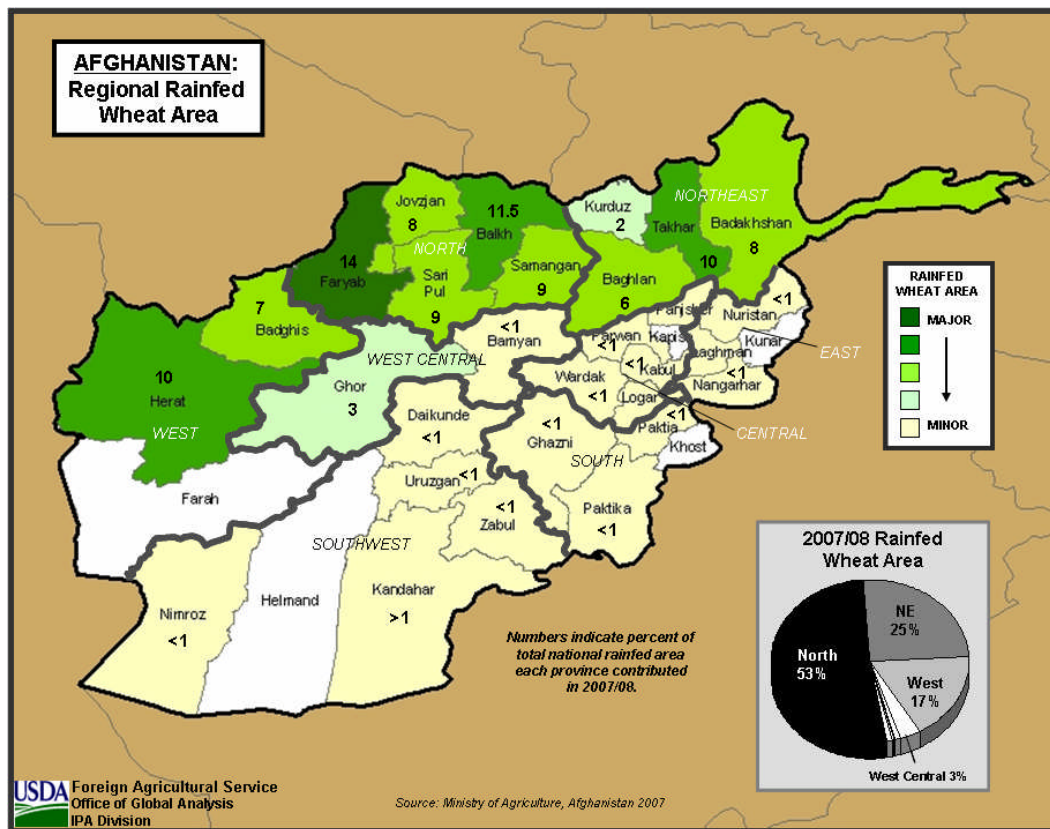 AFGHANISTAN:
Regional Rainfed
Wheat Area
NORTHEAST
Jovzjan
8
11.5
Balkh
Kurduz
2
Takhar
10
Badakhshan
8
NORTH
14
Faryab
Sari
Pul
9
Samangan
9
Baghlan
6
7
Badghis
10
Herat
WEST
WEST CENTRAL
Ghor
3
<1
Bamyan
Panjsher
Parwan
<1
Kapis
<1
Nuristan
Kunar
Laghman
<1
Nangarhar
EAST
<1
Kabul
Wardak
<1
Logar
CENTRAL
<1
Paktia
Khost
Daikunde
<1
<1
Ghazni
SOUTH
Uruzgan
<1
<1
Zabul
Paktika
<1
Farah
SOUTHWEST
Nimroz
<1
Helmand
Kandahar
>1
RAINFED
WHEAT AREA
MAJOR
MINOR
Numbers indicate percent of
total national rainfed area
each province contributed
in 2007/08.
2007/08 Rainfed
Wheat Area
NE
25%
North
53%
West
17%
West Central 3%
USDA
Foreign Agricultural Service
Office of Global Analysis
IPA Division
Source: Ministry of Agriculture, Afghanistan 2007